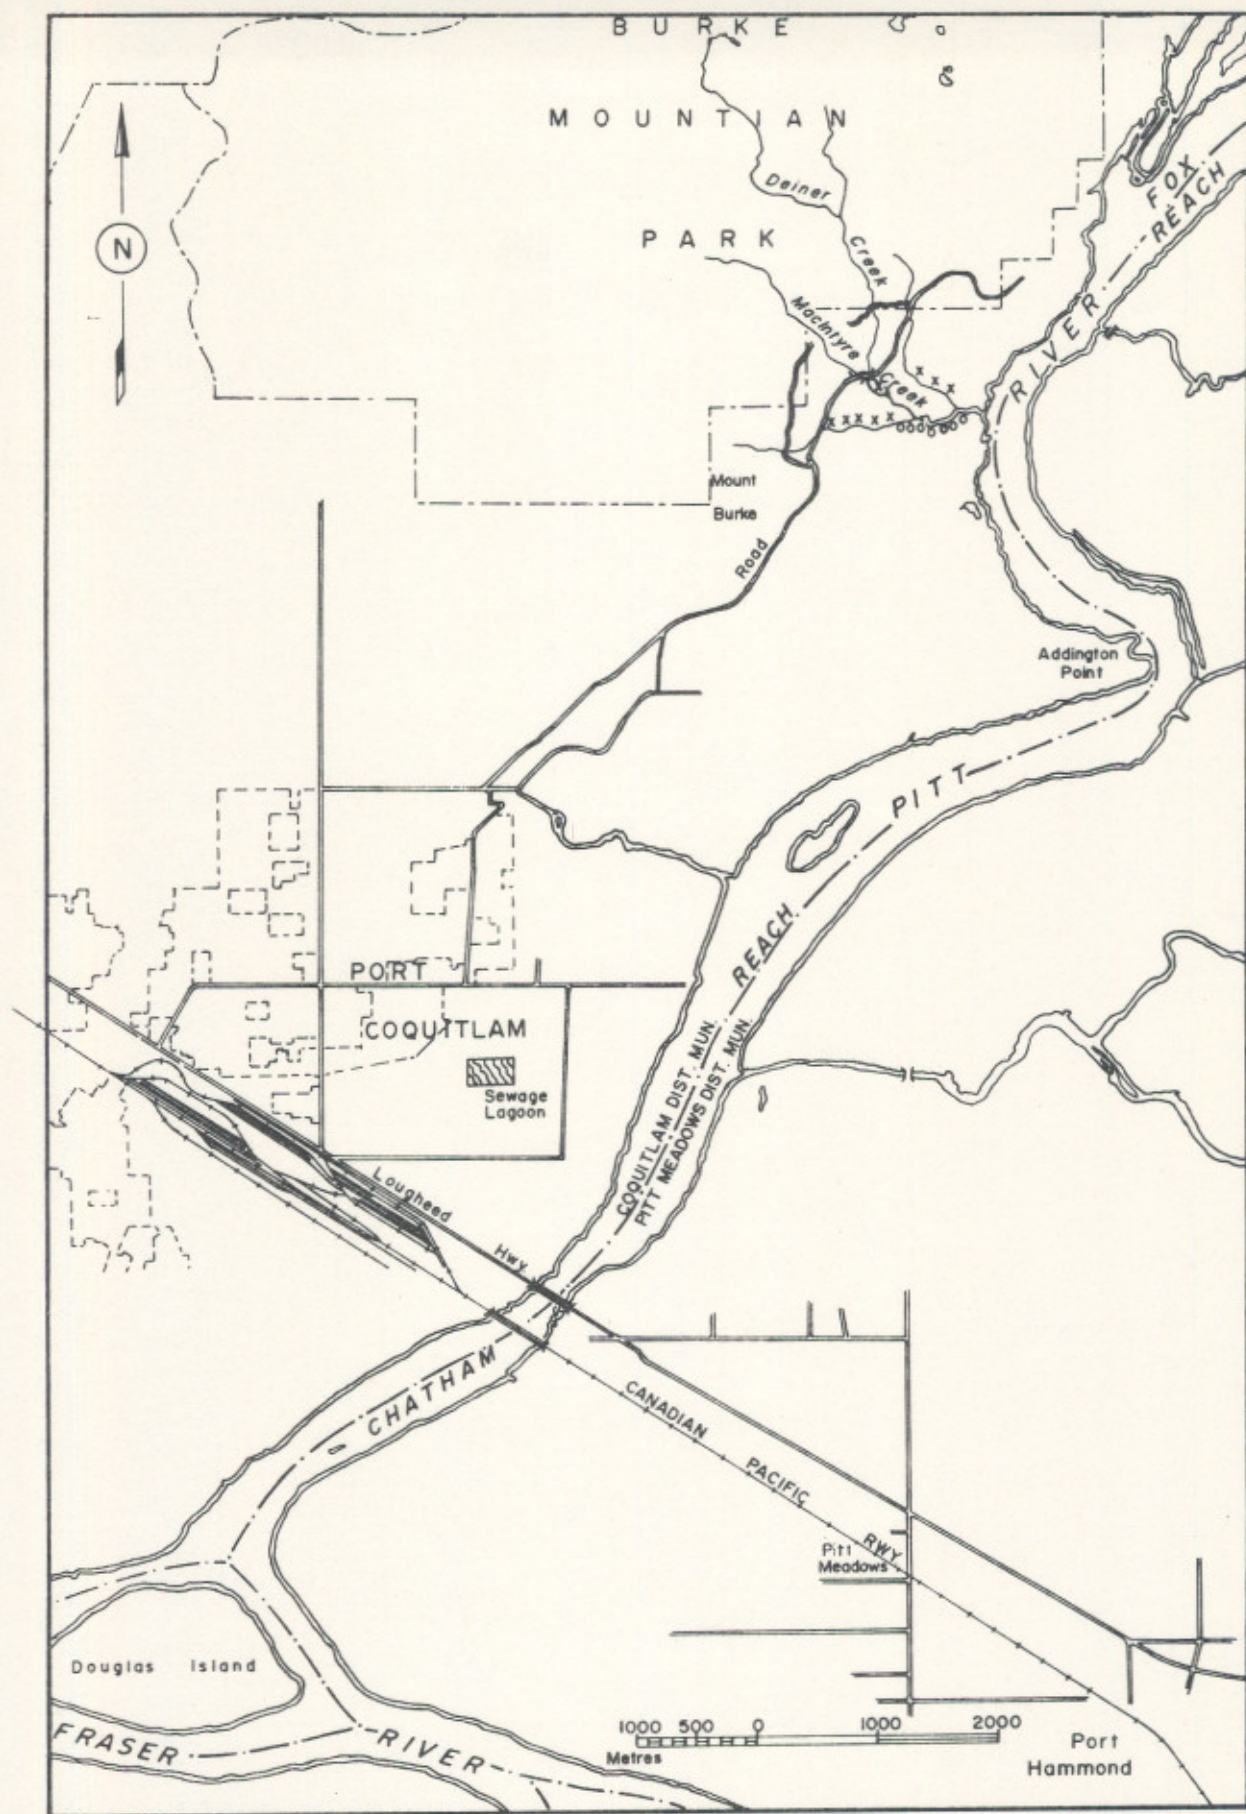 BURKE
MOUNTIAN
PARK
N
Deiner
Creek
MacIntyre
Creek
FOX
REACH
RIVER
Mount
Burke
Road
Addington
Point
PITT
REACH
PORT
COQUITLAM
Sewage
Lagoon
COQUITLAM DIST. MUN.
PITT MEADOWS DIST. MUN.
Lougheed
Hwy
CHATHAM
CANADIAN
PACIFIC
RWY
Pitt
Meadows
Douglas Island
FRASER RIVER
1000 500 0 1000 2000
Metres
Port
Hammond